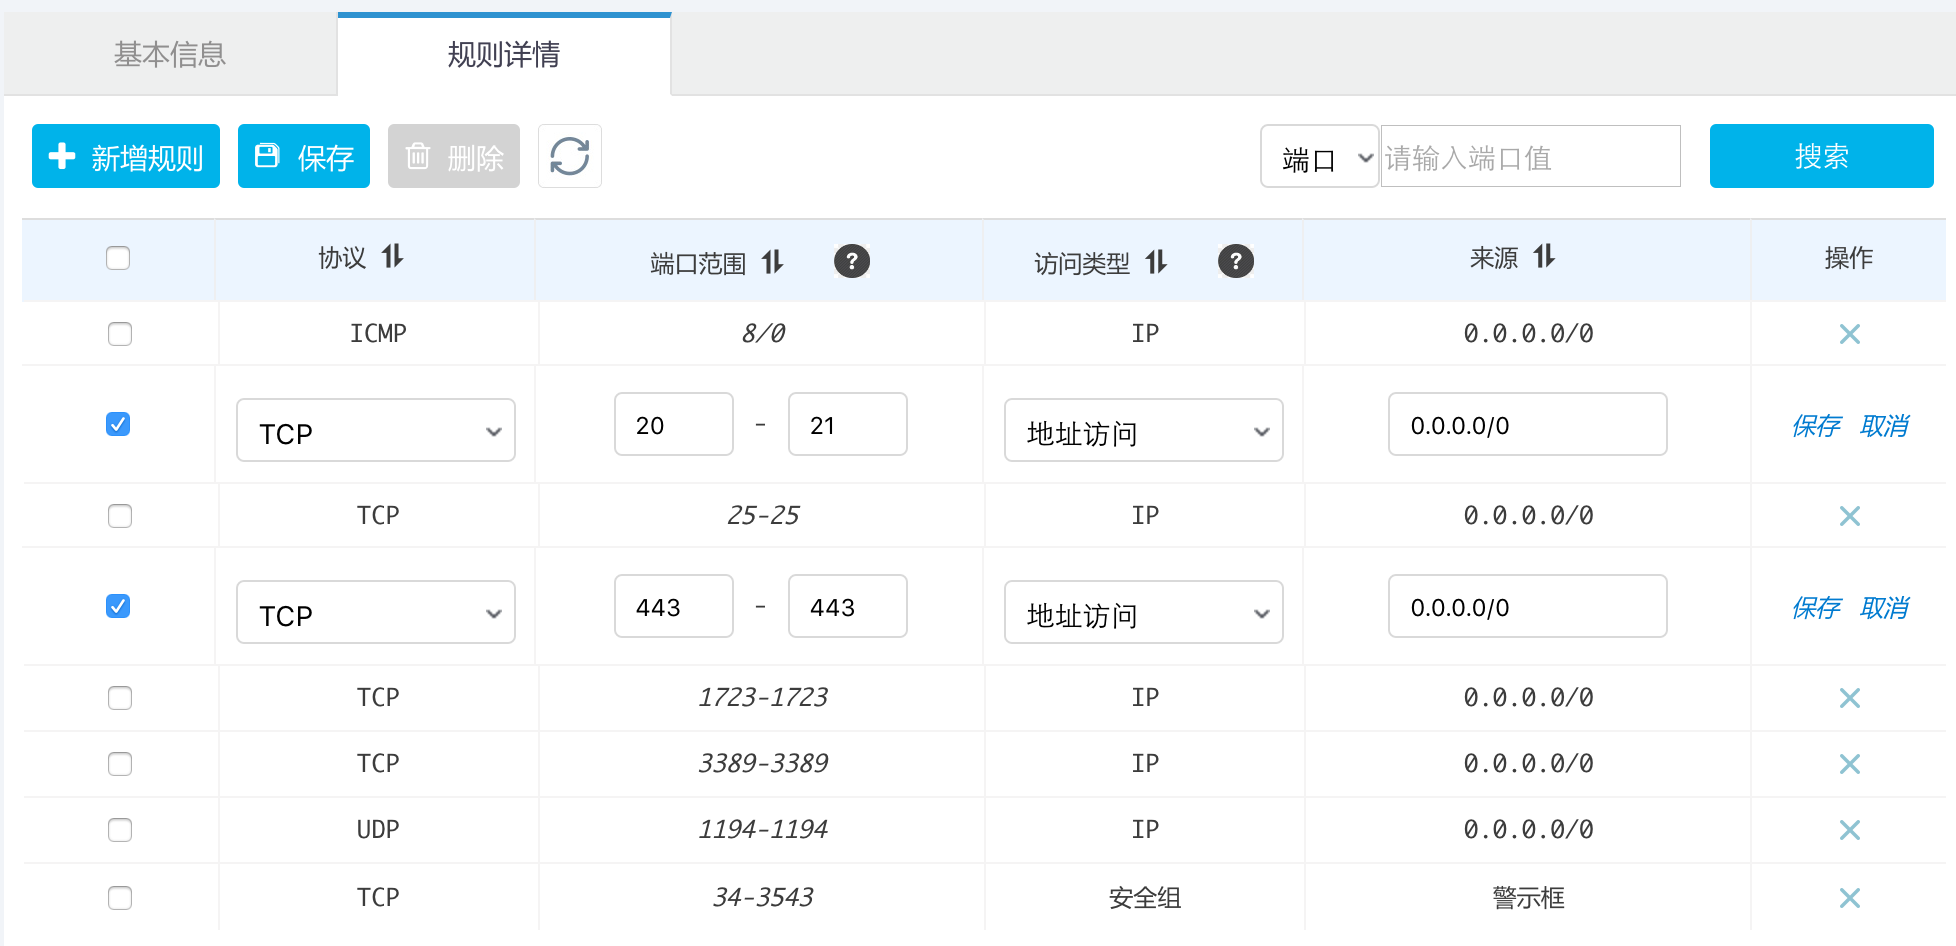 基本信息 规则详情
新增规则 保存 删除 端口 请输入端口值 搜索
协议 端口范围 ? 访问类型 ? 来源 操作
ICMP 8/0 IP 0.0.0.0/0
TCP 20 - 21 地址访问 0.0.0.0/0 保存 取消
TCP 25-25 IP 0.0.0.0/0
TCP 443 - 443 地址访问 0.0.0.0/0 保存 取消
TCP 1723-1723 IP 0.0.0.0/0
TCP 3389-3389 IP 0.0.0.0/0
UDP 1194-1194 IP 0.0.0.0/0
TCP 34-3543 安全组 警示框